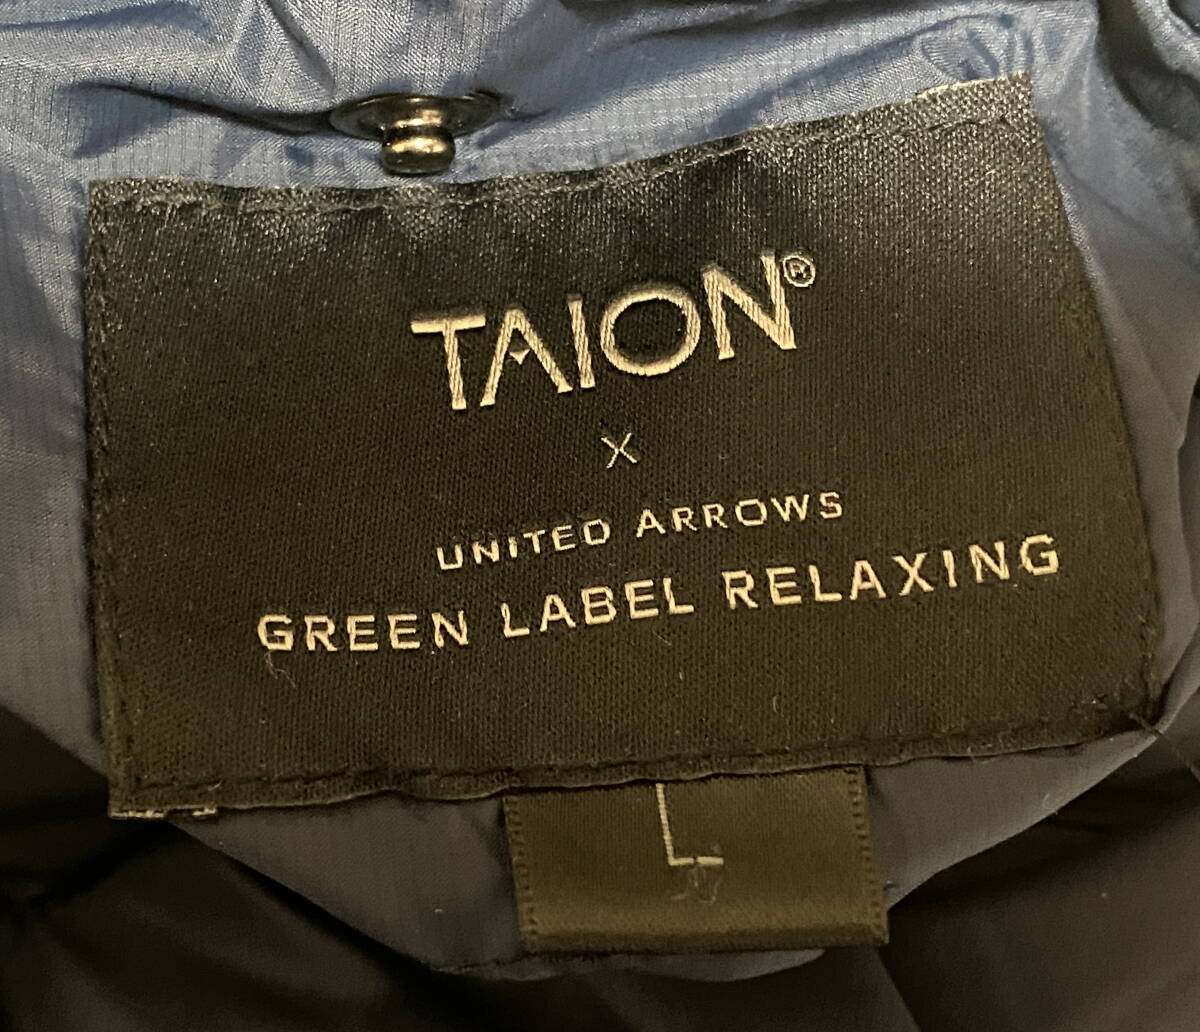 TAION®
X
UNITED ARROWS
GREEN LABEL RELAXING
L